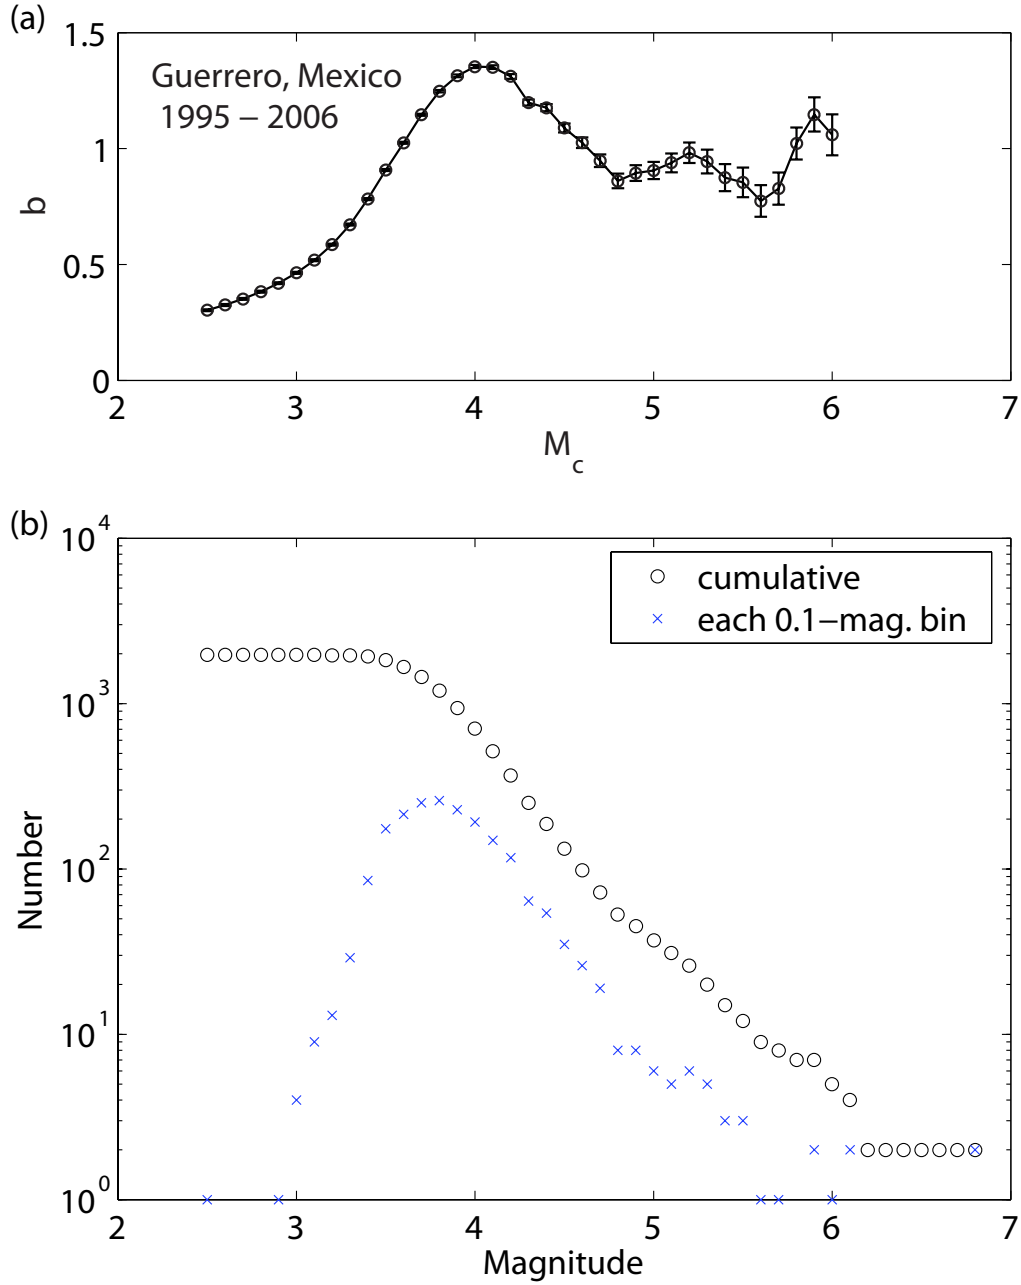 (a)
1.5
1
0.5
0
b
Guerrero, Mexico
1995 – 2006
2 3 4 5 6 7
Mc
(b)
10^4
10^3
10^2
10^1
10^0
Number
cumulative
each 0.1–mag. bin
2 3 4 5 6 7
Magnitude